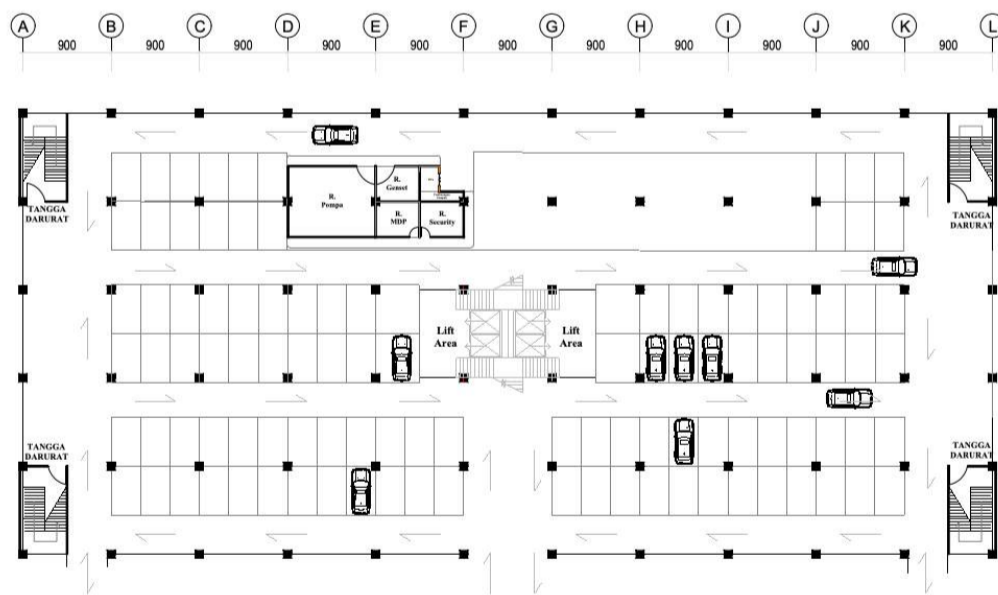 A B C D E F G H I J K L
900 900 900 900 900 900 900 900 900 900 900
R. Pompa
R. Genset
R. MDP
R. Security
TANGGA DARURAT
TANGGA DARURAT
Lift Area
Lift Area
TANGGA DARURAT
TANGGA DARURAT